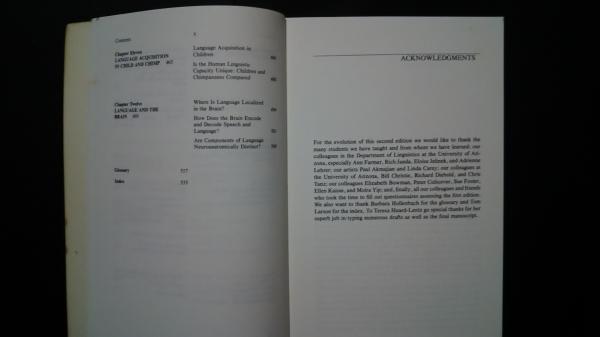 Contents
x
Chapter Eleven
LANGUAGE ACQUISITION
IN CHILD AND CHIMP
Language Acquisition in
Children
Is the Human Linguistic
Capacity Unique: Children and
Chimpanzees Compared
Chapter Twelve
LANGUAGE AND THE
BRAIN
Where Is Language Localized
in the Brain?
How Does the Brain Encode
and Decode Speech and
Language?
Are Components of Language
Neuroanatomically Distinct?
Glossary 527
Index 535
ACKNOWLEDGMENTS
For the evolution of this second edition we would like to thank the
many students we have taught and from whom we have learned; our
colleagues in the Department of Linguistics at the University of Ari-
zona, especially Ann Farmer, Rich Janda, Eloise Jelinek, and Adrienne
Lehrer; our artists Paul Akmajian and Linda Carey; our colleagues at
the University of Arizona, Bill Christie, Richard Diebold, and Chris
Tanz; our colleagues Elizabeth Bowman, Peter Culicover, Sue Foster,
Ellen Kaisse, and Moira Yip; and, finally, all our colleagues and friends
who took the time to fill out questionnaires assessing the first edition.
We also want to thank Barbara Hollenbach for the glossary and Tom
Larson for the index. To Teresa Huard-Lentz go special thanks for her
superb job in typing numerous drafts as well as the final manuscript.